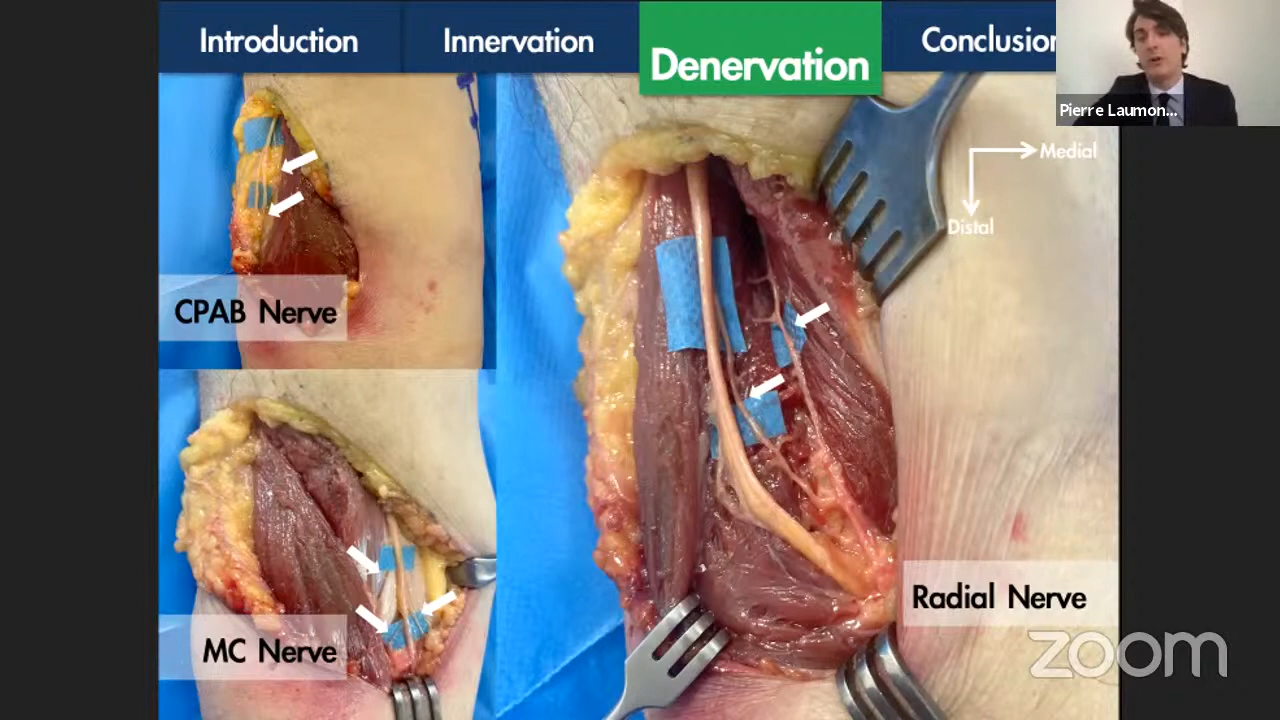 Introduction
Innervation
Denervation
Conclusion
Pierre Laumon...
Medial
Distal
CPAB Nerve
MC Nerve
Radial Nerve
zoom